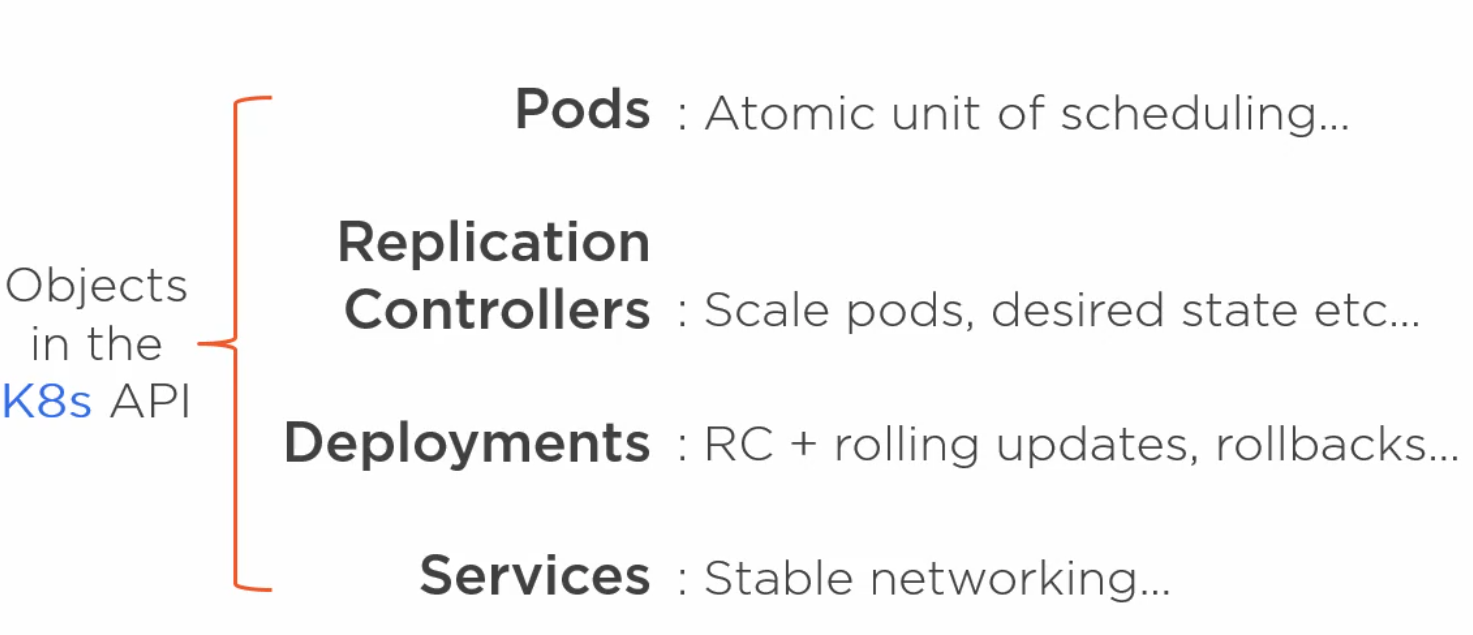 Pods : Atomic unit of scheduling...
Replication
Controllers : Scale pods, desired state etc...
Objects
in the
K8s API
Deployments : RC + rolling updates, rollbacks...
Services : Stable networking...